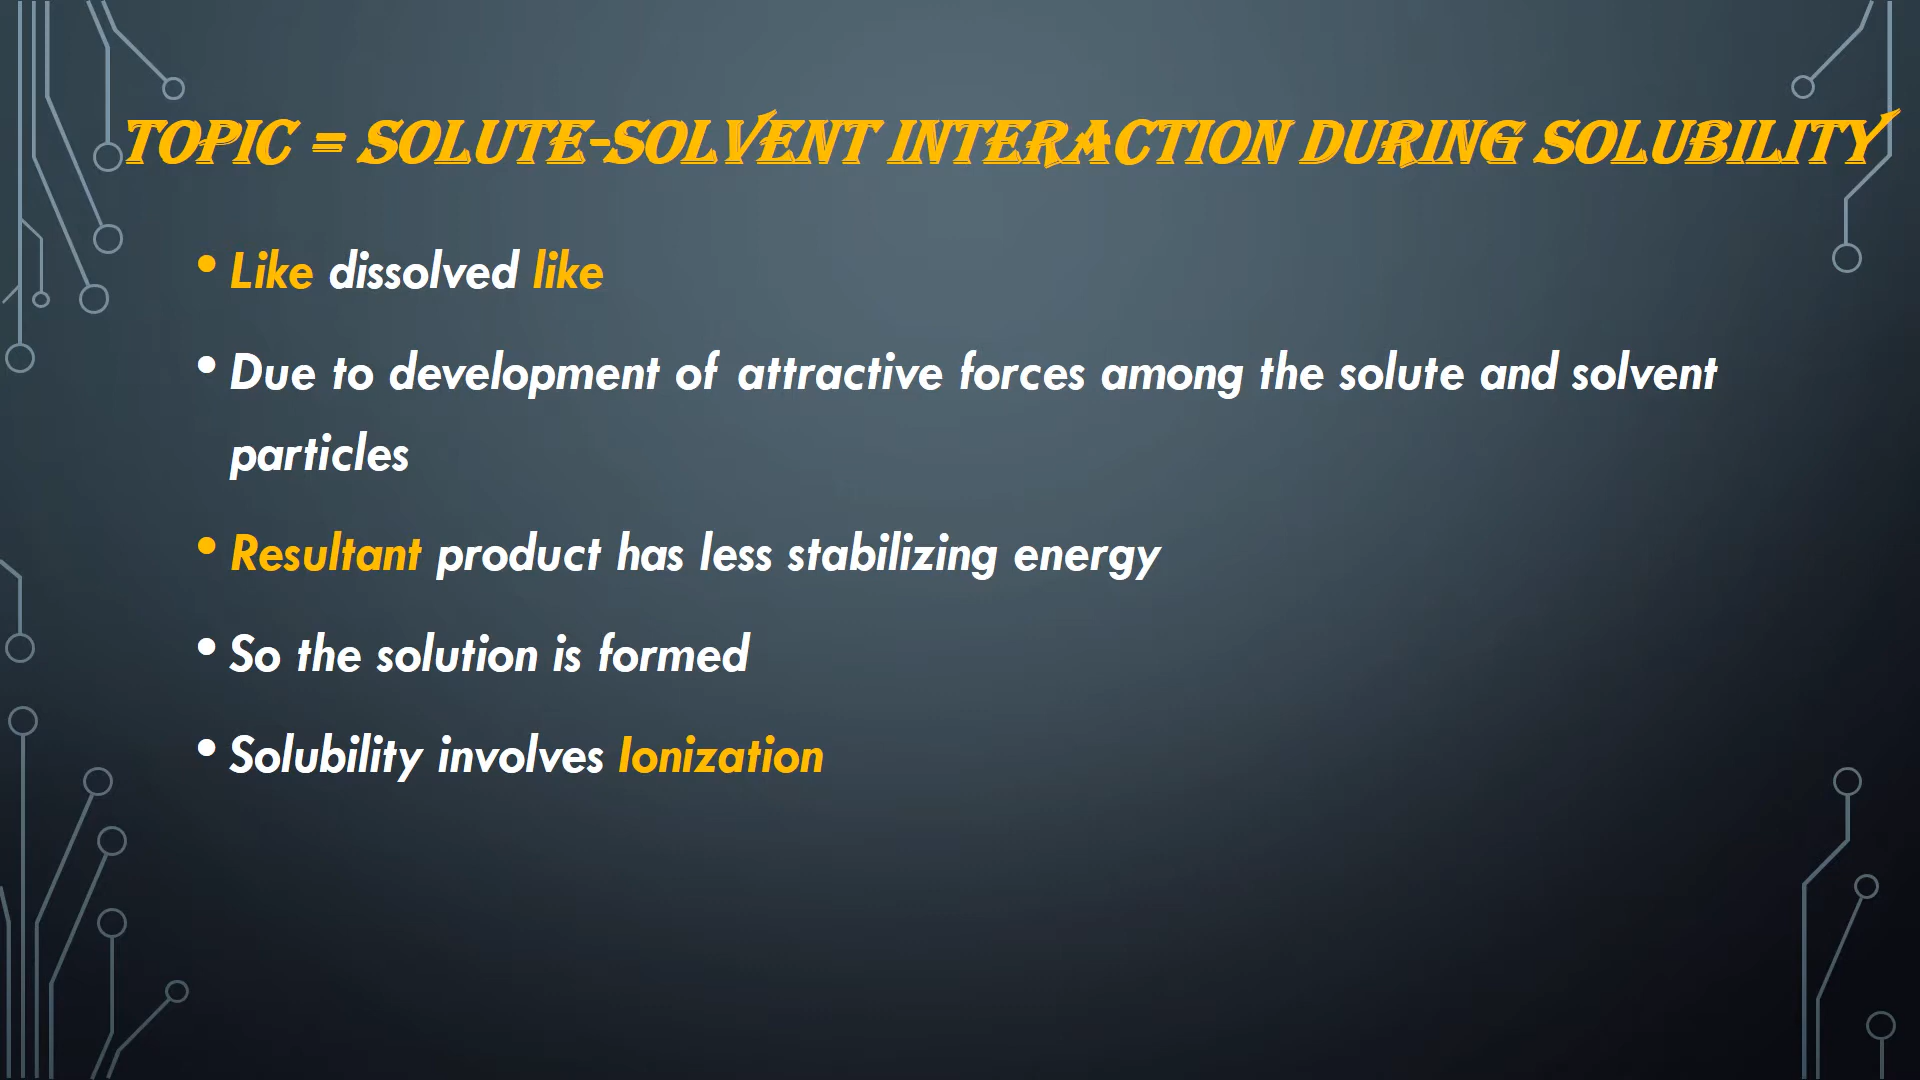 TOPIC = SOLUTE-SOLVENT INTERACTION DURING SOLUBILITY
• Like dissolved like
• Due to development of attractive forces among the solute and solvent
particles
• Resultant product has less stabilizing energy
• So the solution is formed
• Solubility involves Ionization